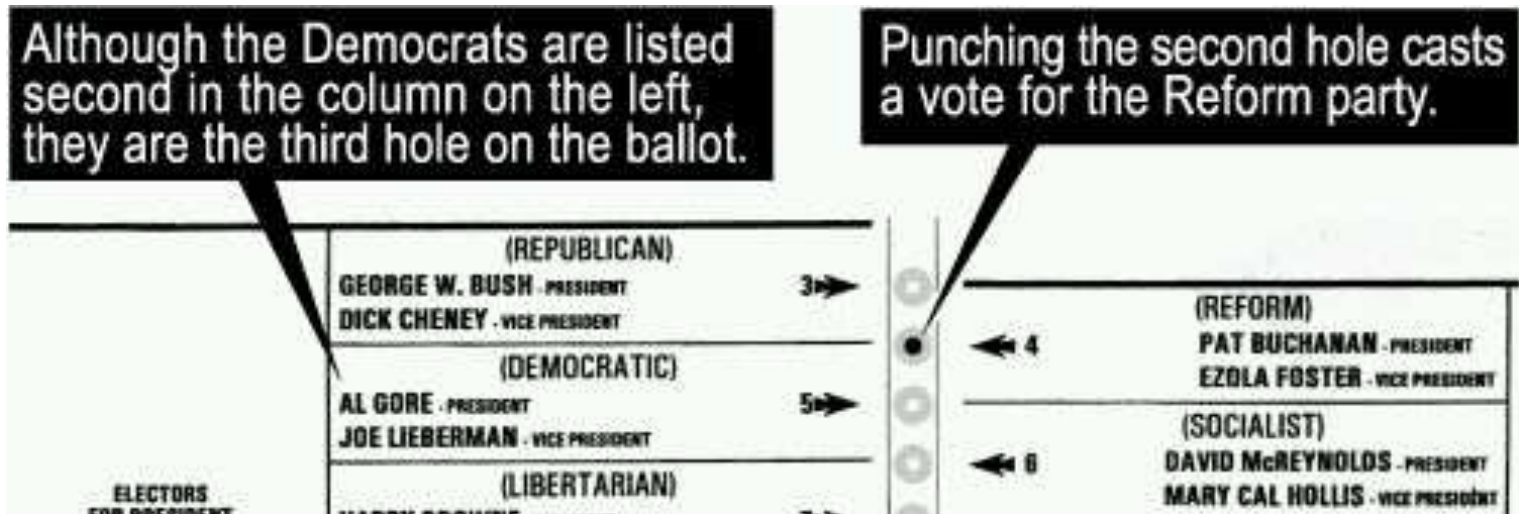 Although the Democrats are listed
second in the column on the left,
they are the third hole on the ballot.
Punching the second hole casts
a vote for the Reform party.
(REPUBLICAN)
GEORGE W. BUSH - PRESIDENT
DICK CHENEY - VICE PRESIDENT
3
(DEMOCRATIC)
AL GORE - PRESIDENT
JOE LIEBERMAN - VICE PRESIDENT
5
(LIBERTARIAN)
ELECTORS
FOR PRESIDENT
(REFORM)
PAT BUCHANAN - PRESIDENT
EZOLA FOSTER - VICE PRESIDENT
4
(SOCIALIST)
DAVID McREYNOLDS - PRESIDENT
MARY CAL HOLLIS - VICE PRESIDENT
6